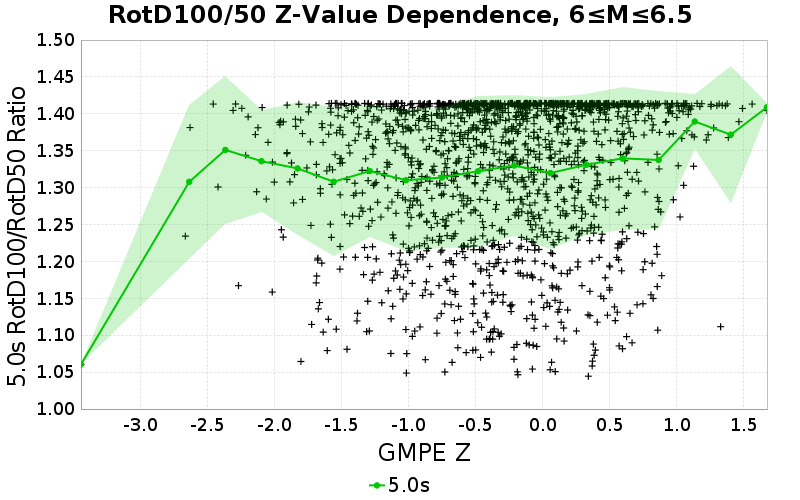 RotD100/50 Z-Value Dependence, 6≤M≤6.5
5.0s RotD100/RotD50 Ratio
1.50
1.45
1.40
1.35
1.30
1.25
1.20
1.15
1.10
1.05
1.00
-3.0 -2.5 -2.0 -1.5 -1.0 -0.5 0.0 0.5 1.0 1.5
GMPE Z
5.0s